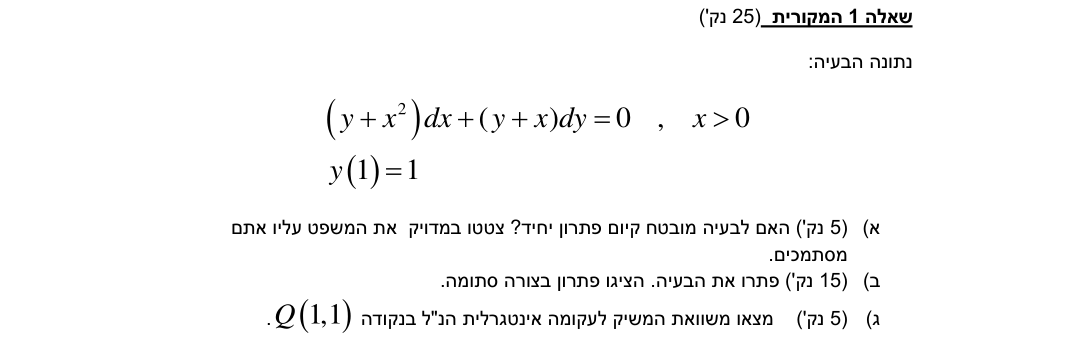 שאלה 1 המקורית (25 נק')
נתונה הבעיה:
(y + x²)dx + (y + x)dy = 0 , x > 0
y(1) = 1
א) (5 נק') האם לבעיה מובטח קיום פתרון יחיד? צטטו במדויק את המשפט עליו אתם
מסתמכים.
ב) (15 נק') פתרו את הבעיה. הציגו פתרון בצורה סתומה.
ג) (5 נק') מצאו משוואת המשיק לעקומה אינטגרלית הנ"ל בנקודה Q(1,1).